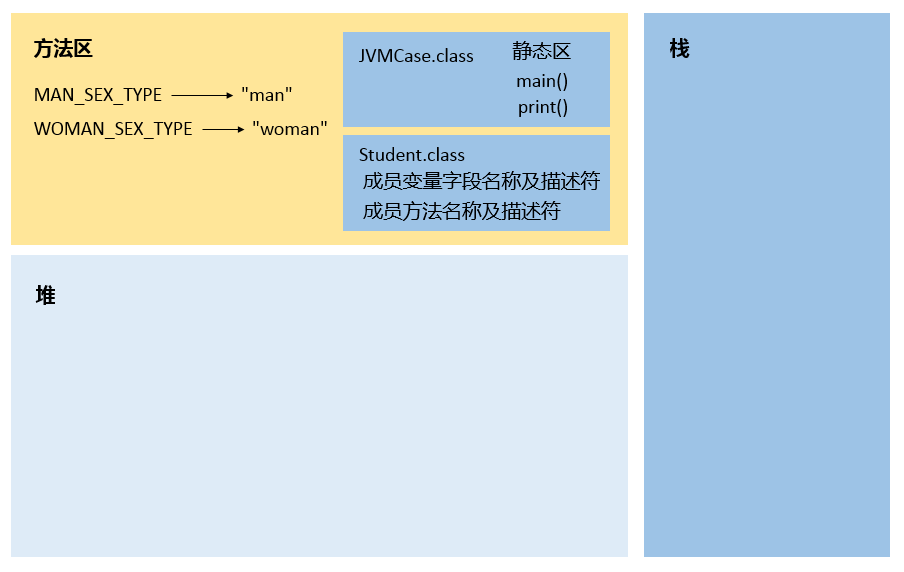 方法区
MAN_SEX_TYPE "man"
WOMAN_SEX_TYPE "woman"
JVMCase.class 静态区
main()
print()
Student.class
成员变量字段名称及描述符
成员方法名称及描述符
栈
堆